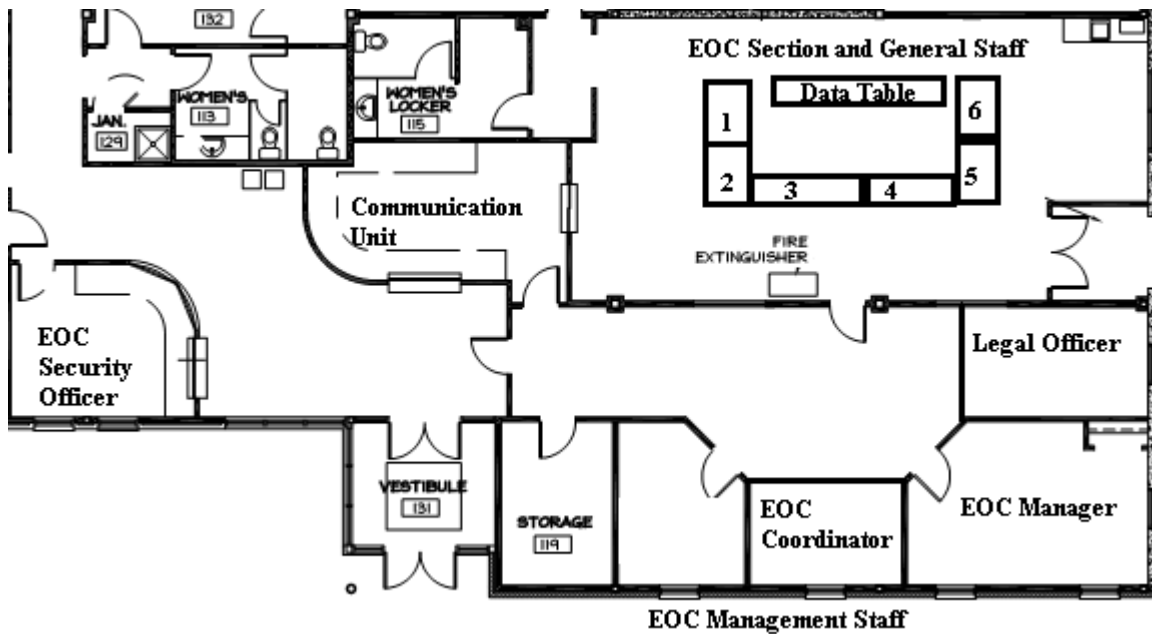 132
EOC Section and General Staff
Data Table
WOMEN'S
113
WOMEN'S
LOCKER
115
JAN.
129
1
6
2
3
4
5
Communication
Unit
FIRE
EXTINGUISHER
EOC
Security
Officer
Legal Officer
VESTIBULE
131
STORAGE
119
EOC
Coordinator
EOC Manager
EOC Management Staff